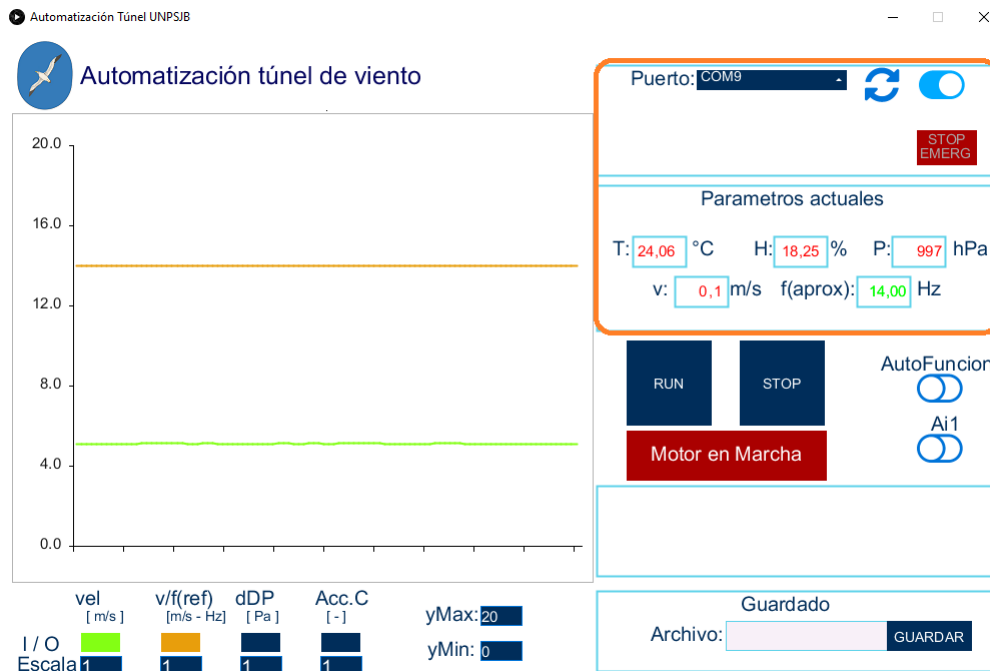 Automatización Túnel UNPSJB
Automatización túnel de viento
Puerto: COM9
STOP
EMERG
Parametros actuales
T: 24,06 °C H: 18,25 % P: 997 hPa
v: 0,1 m/s f(aprox): 14,00 Hz
20.0
16.0
12.0
8.0
4.0
0.0
RUN STOP
AutoFuncion
Ai1
Motor en Marcha
vel v/f(ref) dDP Acc.C
[ m/s ] [m/s - Hz] [ Pa ] [ - ]
I / O
Escala 1 1 1 1
yMax: 20
yMin: 0
Guardado
Archivo: GUARDAR